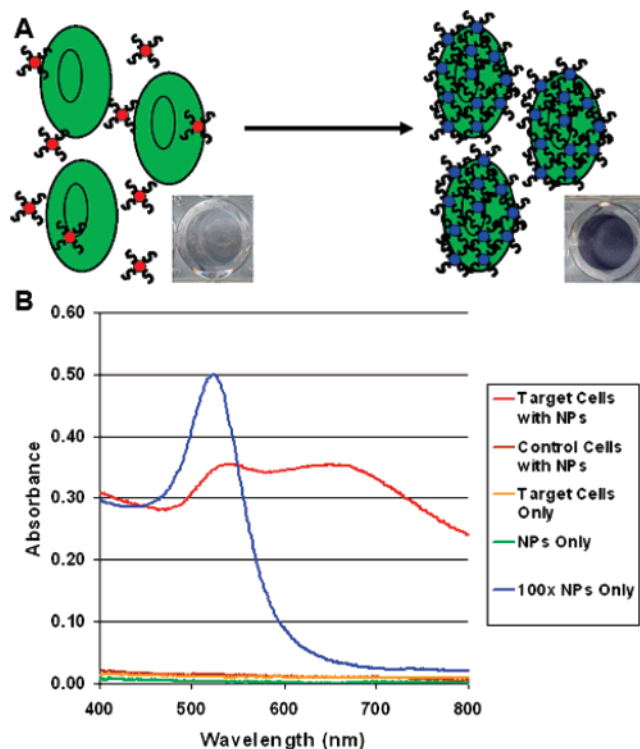 A
B
0.60
0.50
0.40
0.30
0.20
0.10
0.00
Absorbance
400 500 600 700 800
Wavelength (nm)
Target Cells
with NPs
Control Cells
with NPs
Target Cells
Only
NPs Only
100x NPs Only